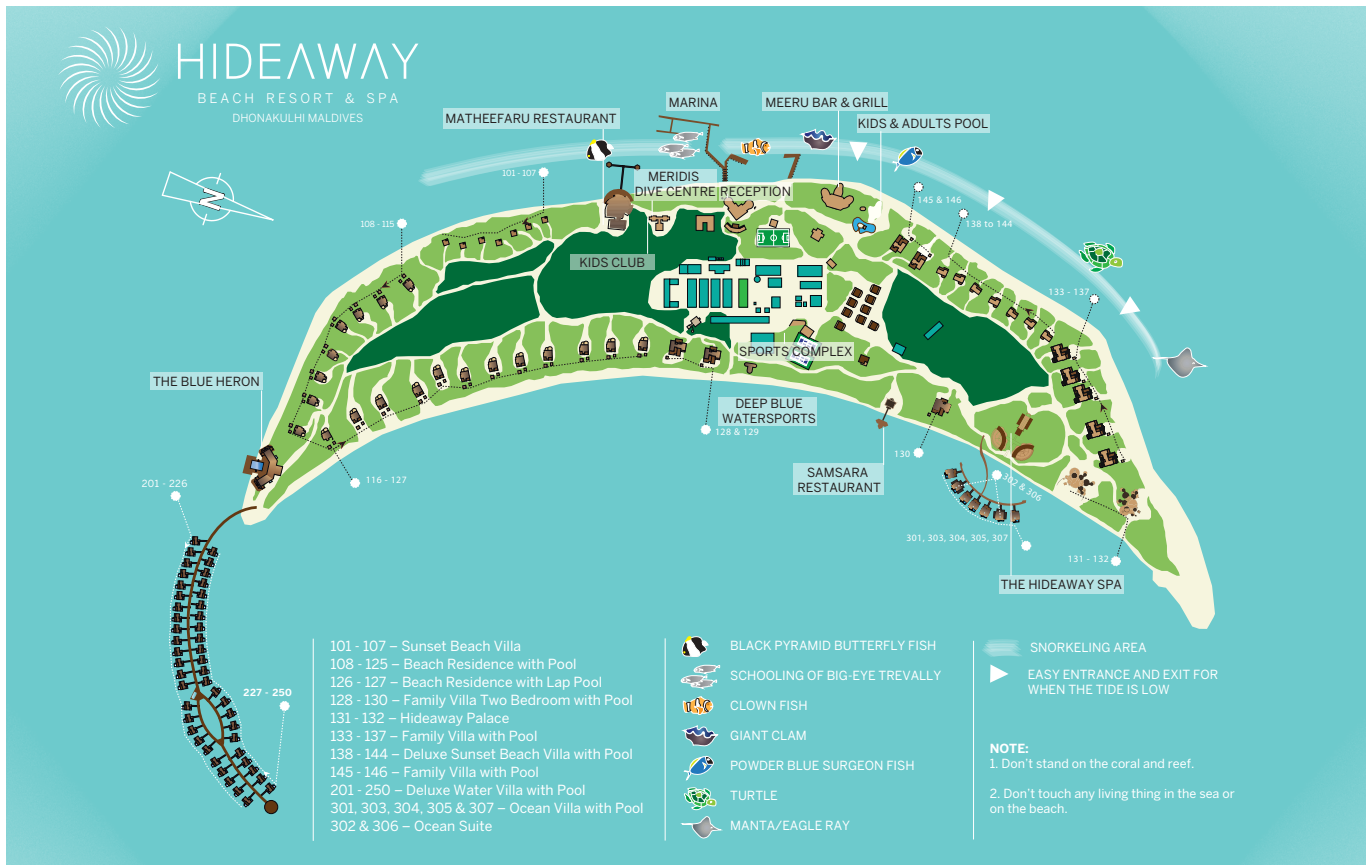 HIDEAWAY
BEACH RESORT & SPA
DHONAKULHI MALDIVES
MATHEEFARU RESTAURANT
MARINA
MEERU BAR & GRILL
KIDS & ADULTS POOL
101 - 107
MERIDIS
DIVE CENTRE
RECEPTION
145 & 146
138 to 144
108 - 115
N
KIDS CLUB
133 - 137
SPORTS COMPLEX
THE BLUE HERON
DEEP BLUE
WATERSPORTS
128 & 129
130
SAMSARA
RESTAURANT
116 - 127
201 - 226
302 & 306
301, 303, 304, 305, 307
131 - 132
THE HIDEAWAY SPA
227 - 250
101 - 107 – Sunset Beach Villa
108 - 125 – Beach Residence with Pool
126 - 127 – Beach Residence with Lap Pool
128 - 130 – Family Villa Two Bedroom with Pool
131 - 132 – Hideaway Palace
133 - 137 – Family Villa with Pool
138 - 144 – Deluxe Sunset Beach Villa with Pool
145 - 146 – Family Villa with Pool
201 - 250 – Deluxe Water Villa with Pool
301, 303, 304, 305 & 307 – Ocean Villa with Pool
302 & 306 – Ocean Suite
BLACK PYRAMID BUTTERFLY FISH
SCHOOLING OF BIG-EYE TREVALLY
CLOWN FISH
GIANT CLAM
POWDER BLUE SURGEON FISH
TURTLE
MANTA/EAGLE RAY
SNORKELING AREA
EASY ENTRANCE AND EXIT FOR
WHEN THE TIDE IS LOW
NOTE:
1. Don't stand on the coral and reef.
2. Don't touch any living thing in the sea or
on the beach.